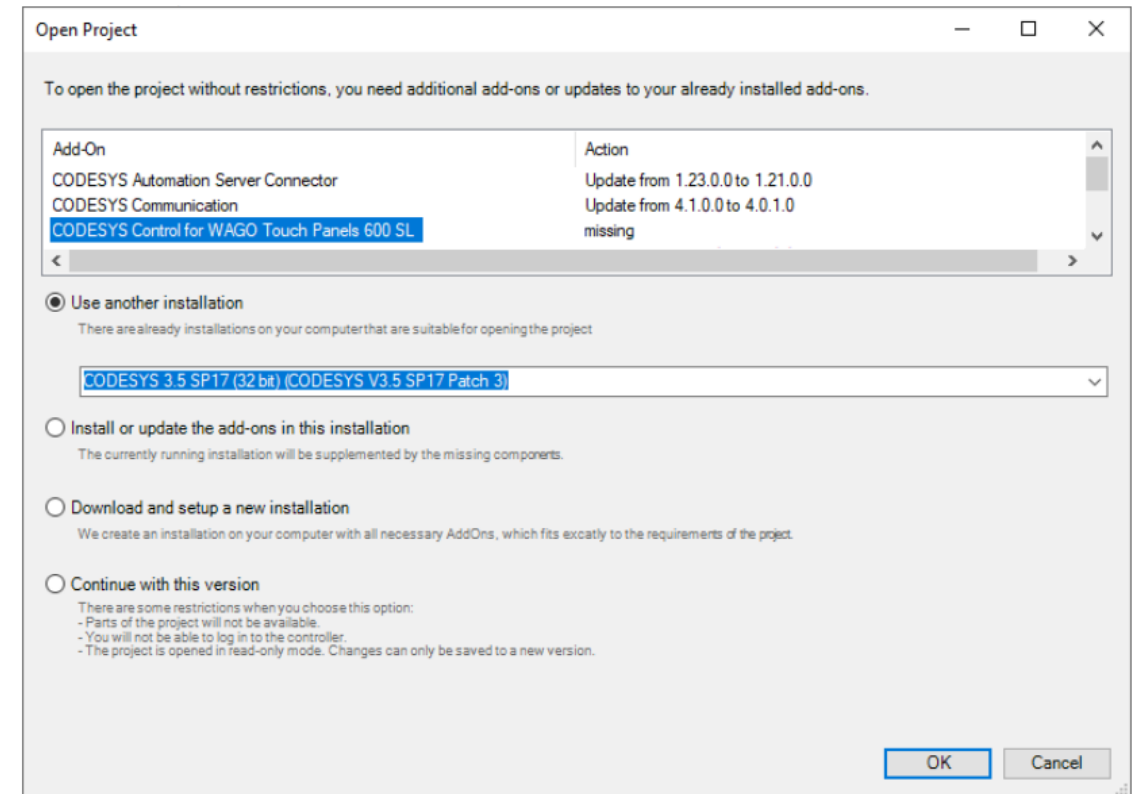 Open Project
To open the project without restrictions, you need additional add-ons or updates to your already installed add-ons.
Add-On Action
CODESYS Automation Server Connector Update from 1.23.0.0 to 1.21.0.0
CODESYS Communication Update from 4.1.0.0 to 4.0.1.0
CODESYS Control for WAGO Touch Panels 600 SL missing
Use another installation
There are already installations on your computer that are suitable for opening the project
CODESYS 3.5 SP17 (32 bit) (CODESYS V3.5 SP17 Patch 3)
Install or update the add-ons in this installation
The currently running installation will be supplemented by the missing components.
Download and setup a new installation
We create an installation on your computer with all necessary AddOns, which fits excatly to the requirements of the project.
Continue with this version
There are some restrictions when you choose this option:
- Parts of the project will not be available.
- You will not be able to log in to the controller.
- The project is opened in read-only mode. Changes can only be saved to a new version.
OK Cancel